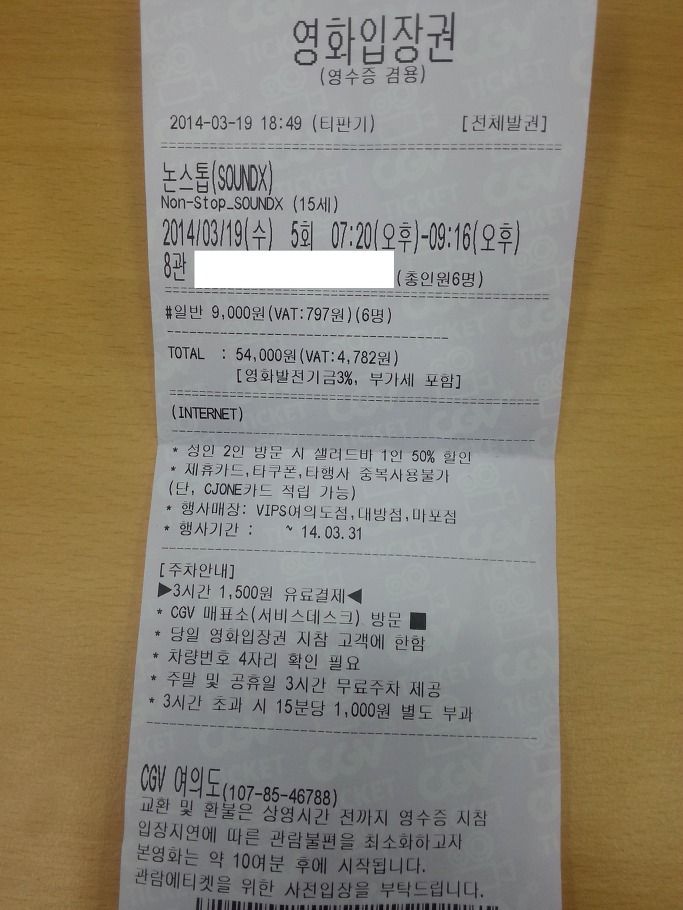 영화입장권
(영수증 겸용)
2014-03-19 18:49 (티판기) [전체발권]
논스톱(SOUNDX)
Non-Stop_SOUNDX (15세)
2014/03/19(수) 5회 07:20(오후)-09:16(오후)
8관 (총인원6명)
#일반 9,000원(VAT:797원)(6명)
TOTAL : 54,000원(VAT:4,782원)
[영화발전기금3%, 부가세 포함]
(INTERNET)
* 성인 2인 방문 시 샐러드바 1인 50% 할인
* 제휴카드,타쿠폰,타행사 중복사용불가
(단, CJONE카드 적립 가능)
* 행사매장: VIPS여의도점,대방점,마포점
* 행사기간 : ~ 14.03.31
[주차안내]
▶3시간 1,500원 유료결제◀
* CGV 매표소(서비스데스크) 방문 ■
* 당일 영화입장권 지참 고객에 한함
* 차량번호 4자리 확인 필요
* 주말 및 공휴일 3시간 무료주차 제공
* 3시간 초과 시 15분당 1,000원 별도 부과
CGV 여의도(107-85-46788)
교환 및 환불은 상영시간 전까지 영수증 지참
입장지연에 따른 관람불편을 최소화하고자
본영화는 약 10여분 후에 시작됩니다.
관람에티켓을 위한 사전입장을 부탁드립니다.